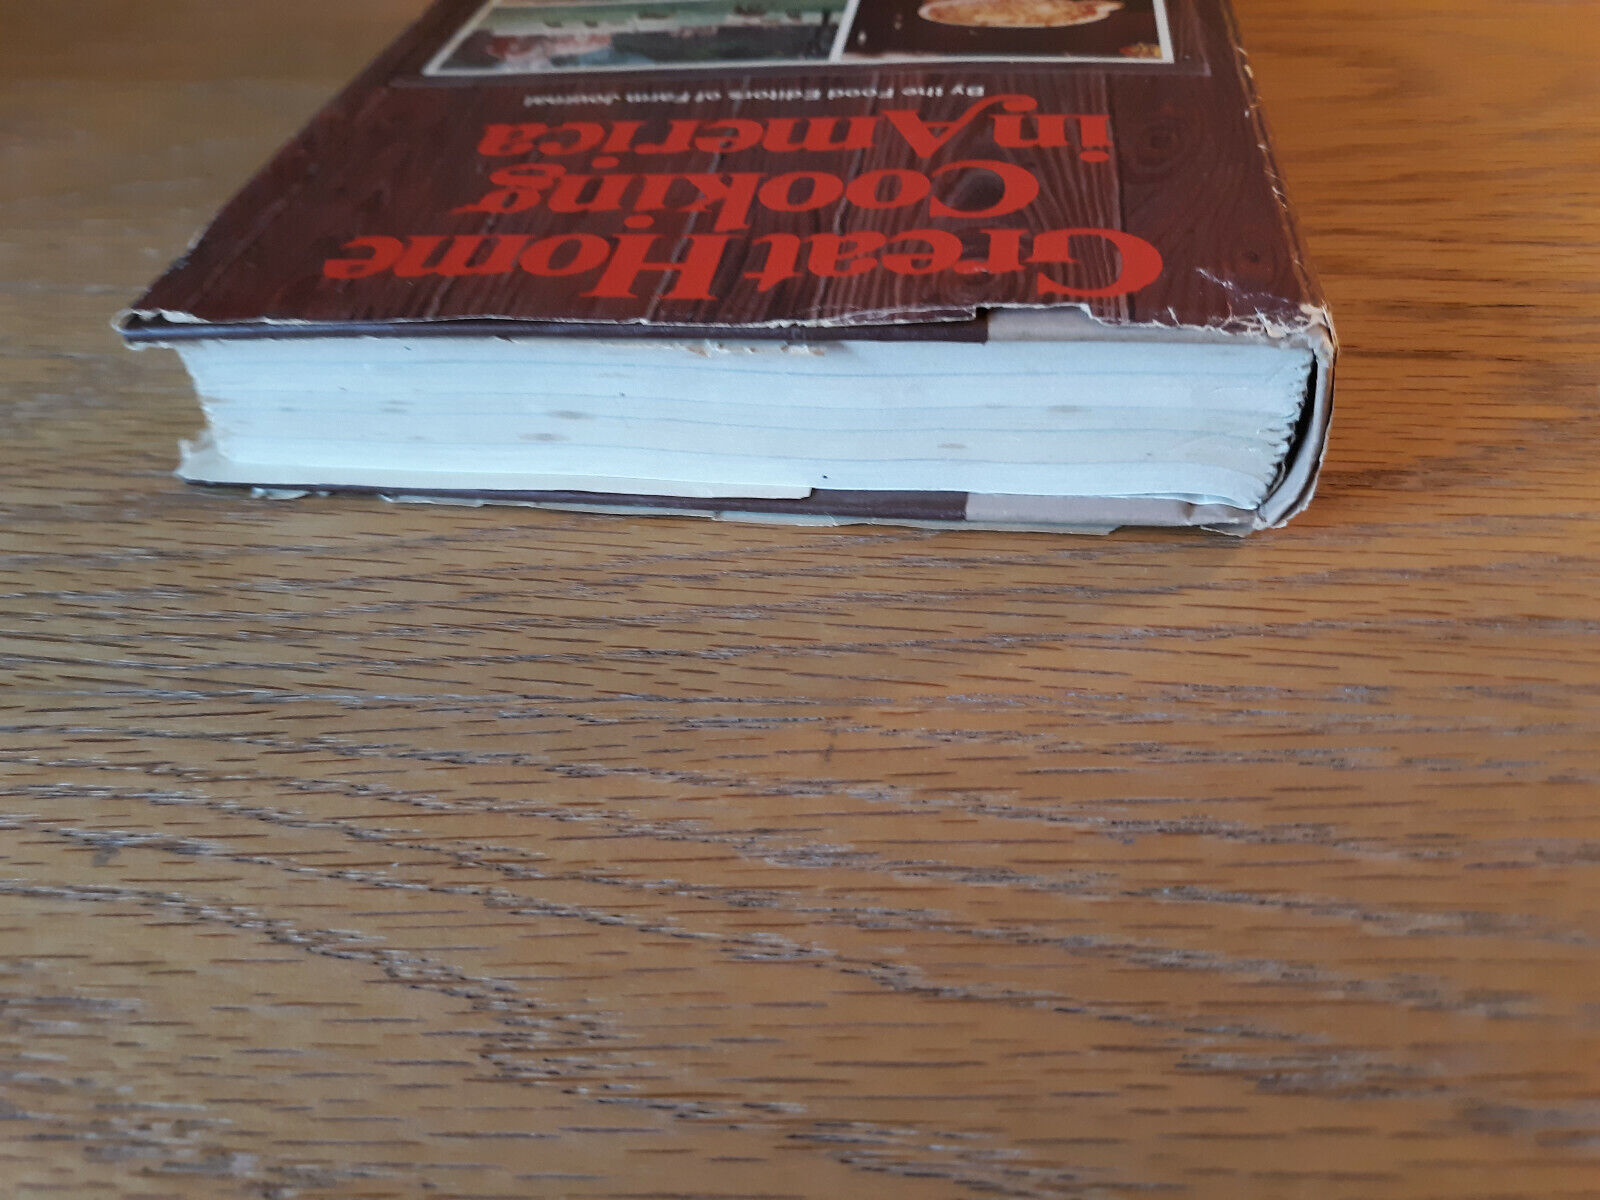 Great Home
Cooking
in America
By the Food Editors of Farm Journal